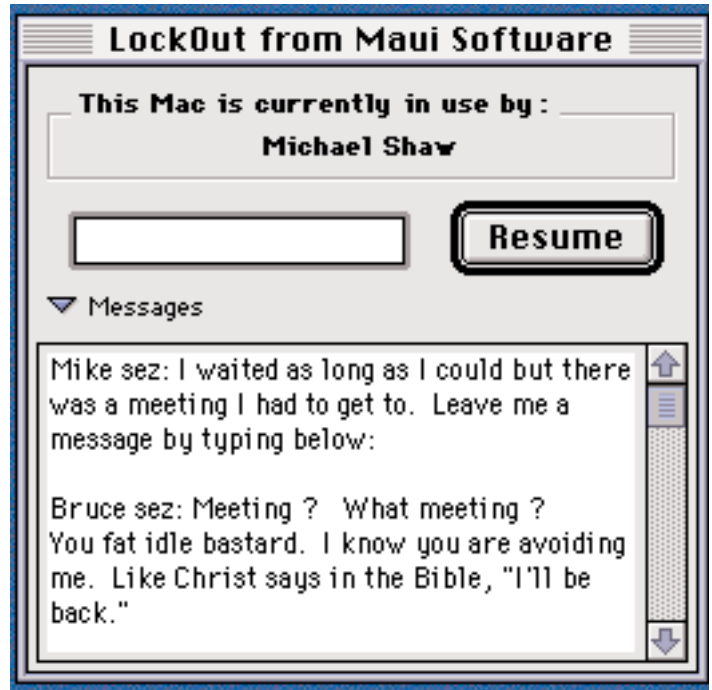 LockOut from Maui Software
This Mac is currently in use by :
Michael Shaw
Resume
Messages
Mike sez: I waited as long as I could but there
was a meeting I had to get to.  Leave me a
message by typing below:
Bruce sez: Meeting ?   What meeting ?
You fat idle bastard.  I know you are avoiding
me.  Like Christ says in the Bible, "I'll be
back."